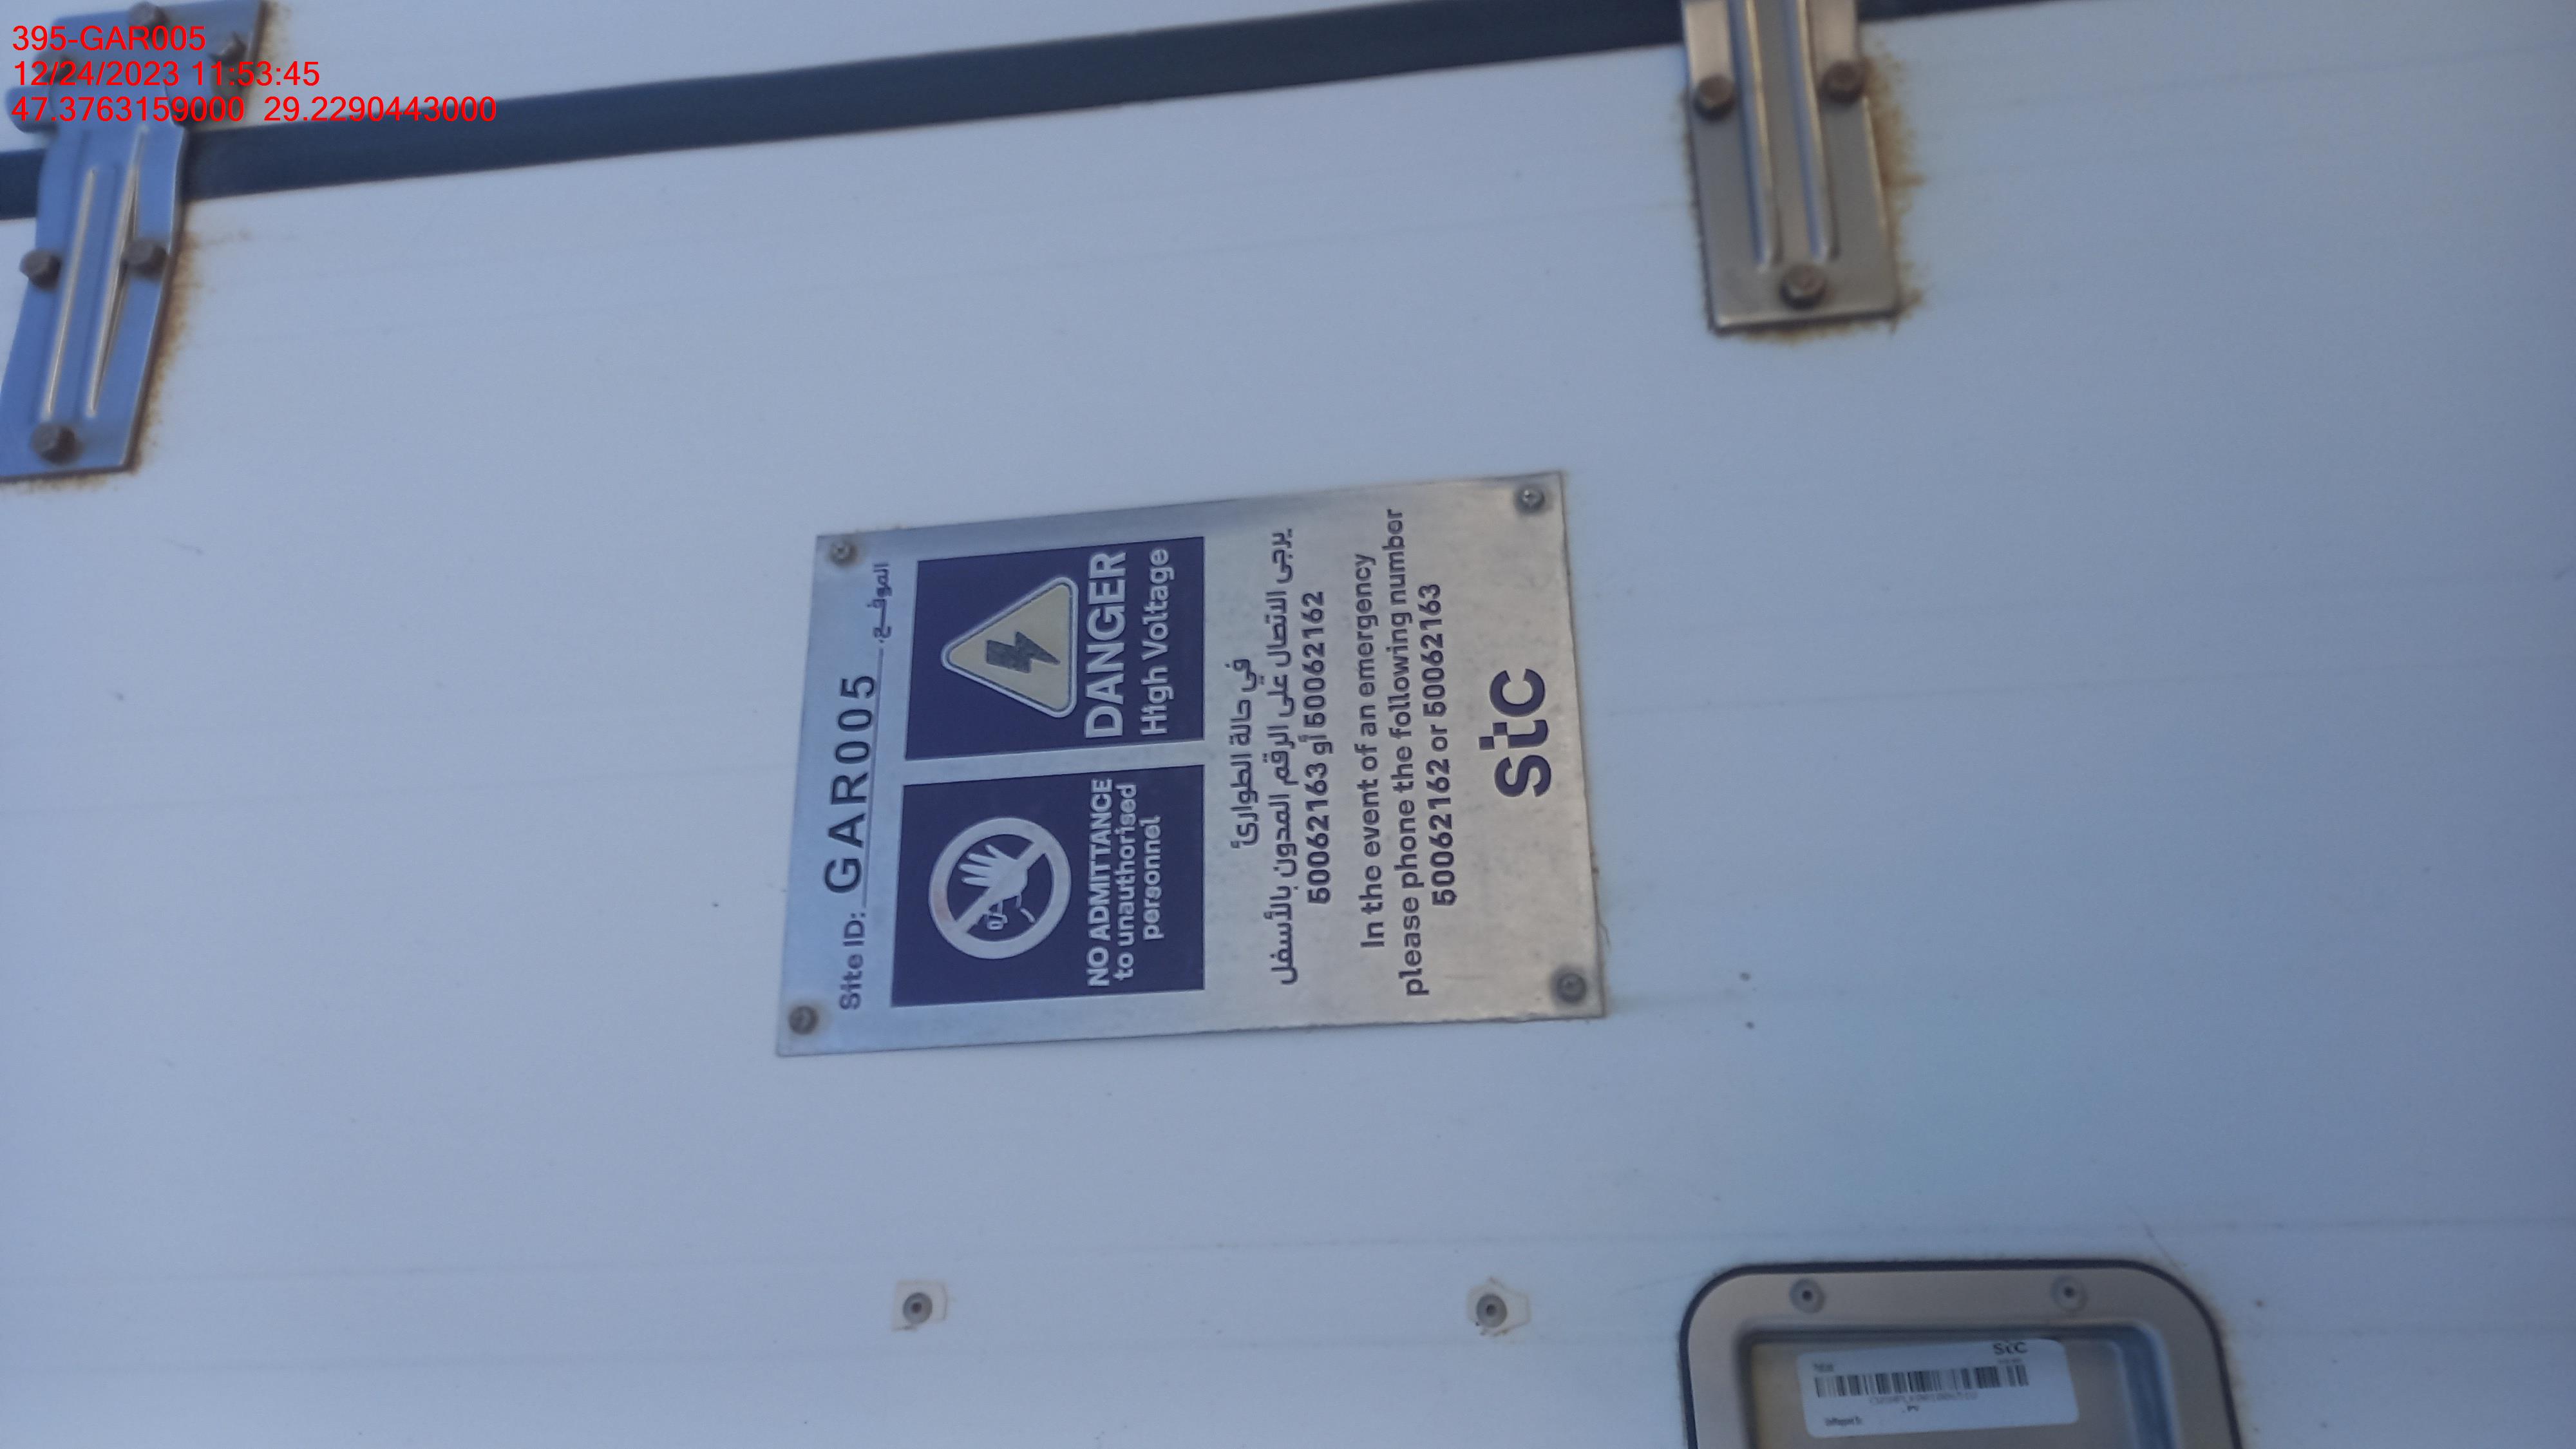 395-GAR005
12/24/2023 11:53:45
47.3763159000 29.2290443000
Site ID: GAR005 الموقع:
NO ADMITTANCE
to unauthorised
personnel
DANGER
High Voltage
في حالة الطوارئ
يرجى الاتصال على الرقم المدون بالأسفل
50062163 أو 50062162
In the event of an emergency
please phone the following number
50062162 or 50062163
stc
stc